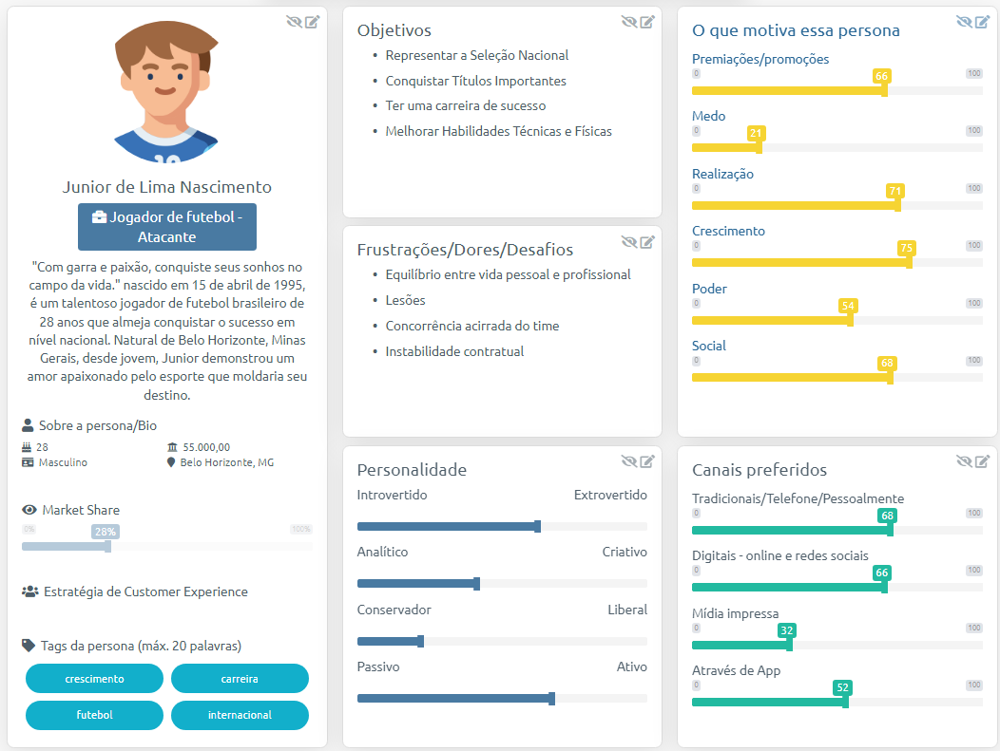 Junior de Lima Nascimento
Jogador de futebol -
Atacante
"Com garra e paixão, conquiste seus sonhos no
campo da vida." nascido em 15 de abril de 1995,
é um talentoso jogador de futebol brasileiro de
28 anos que almeja conquistar o sucesso em
nível nacional. Natural de Belo Horizonte, Minas
Gerais, desde jovem, Junior demonstrou um
amor apaixonado pelo esporte que moldaria seu
destino.
Sobre a persona/Bio
28
55.000,00
Masculino
Belo Horizonte, MG
Market Share
0%
28%
100%
Estratégia de Customer Experience
Tags da persona (máx. 20 palavras)
crescimento
carreira
futebol
internacional
Objetivos
• Representar a Seleção Nacional
• Conquistar Títulos Importantes
• Ter uma carreira de sucesso
• Melhorar Habilidades Técnicas e Físicas
Frustrações/Dores/Desafios
• Equilíbrio entre vida pessoal e profissional
• Lesões
• Concorrência acirrada do time
• Instabilidade contratual
Personalidade
Introvertido
Extrovertido
Analítico
Criativo
Conservador
Liberal
Passivo
Ativo
O que motiva essa persona
Premiações/promoções
0
66
100
Medo
0
21
100
Realização
0
71
100
Crescimento
0
75
100
Poder
0
54
100
Social
0
68
100
Canais preferidos
Tradicionais/Telefone/Pessoalmente
0
68
100
Digitais - online e redes sociais
0
66
100
Mídia impressa
0
32
100
Através de App
0
52
100